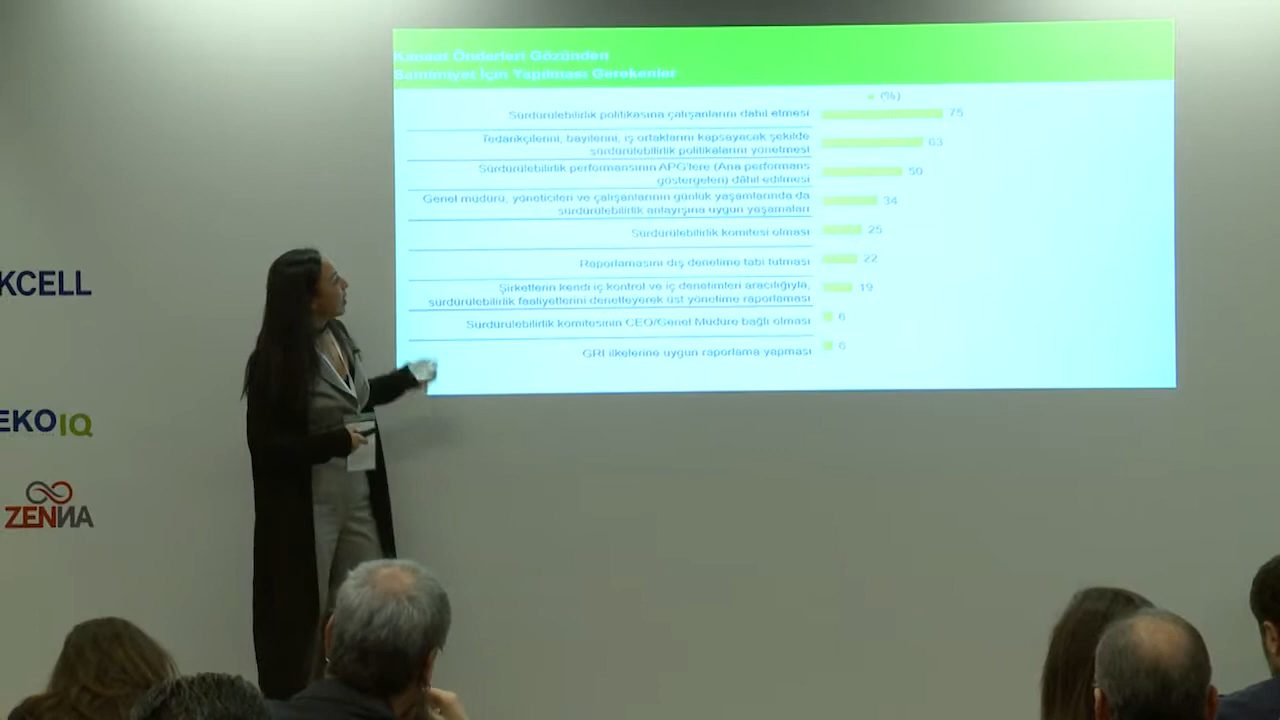 Kanaat Önderleri Gözünden
Samimiyet İçin Yapılması Gerekenler
(%)
Sürdürülebilirlik politikasına çalışanlarını dahil etmesi 75
Tedarikçilerini, bayilerini, iş ortaklarını kapsayacak şekilde
sürdürülebilirlik politikalarını yönetmesi 63
Sürdürülebilirlik performansının APG'lere (Ana performans
göstergeleri) dâhil edilmesi 50
Genel müdürü, yöneticileri ve çalışanlarının günlük yaşamlarında da
sürdürülebilirlik anlayışına uygun yaşamaları 34
Sürdürülebilirlik komitesi olması 25
Raporlamasını dış denetime tabi tutması 22
Şirketlerin kendi iç kontrol ve iç denetimleri aracılığıyla,
sürdürülebilirlik faaliyetlerini denetleyerek üst yönetime raporlaması 19
Sürdürülebilirlik komitesinin CEO/Genel Müdüre bağlı olması 6
GRI ilkelerine uygun raporlama yapması 6
KCELL
EKOIQ
ZENNA